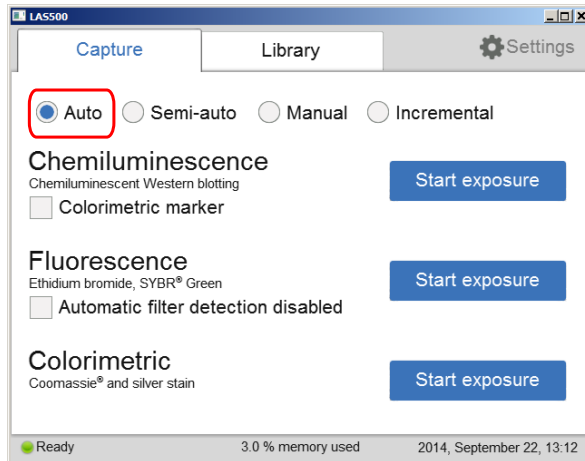 LAS500
Capture
Library
Settings
Auto
Semi-auto
Manual
Incremental
Chemiluminescence
Chemiluminescent Western blotting
Start exposure
Colorimetric marker
Fluorescence
Ethidium bromide, SYBR® Green
Start exposure
Automatic filter detection disabled
Colorimetric
Coomassie® and silver stain
Start exposure
Ready
3.0 % memory used
2014, September 22, 13:12